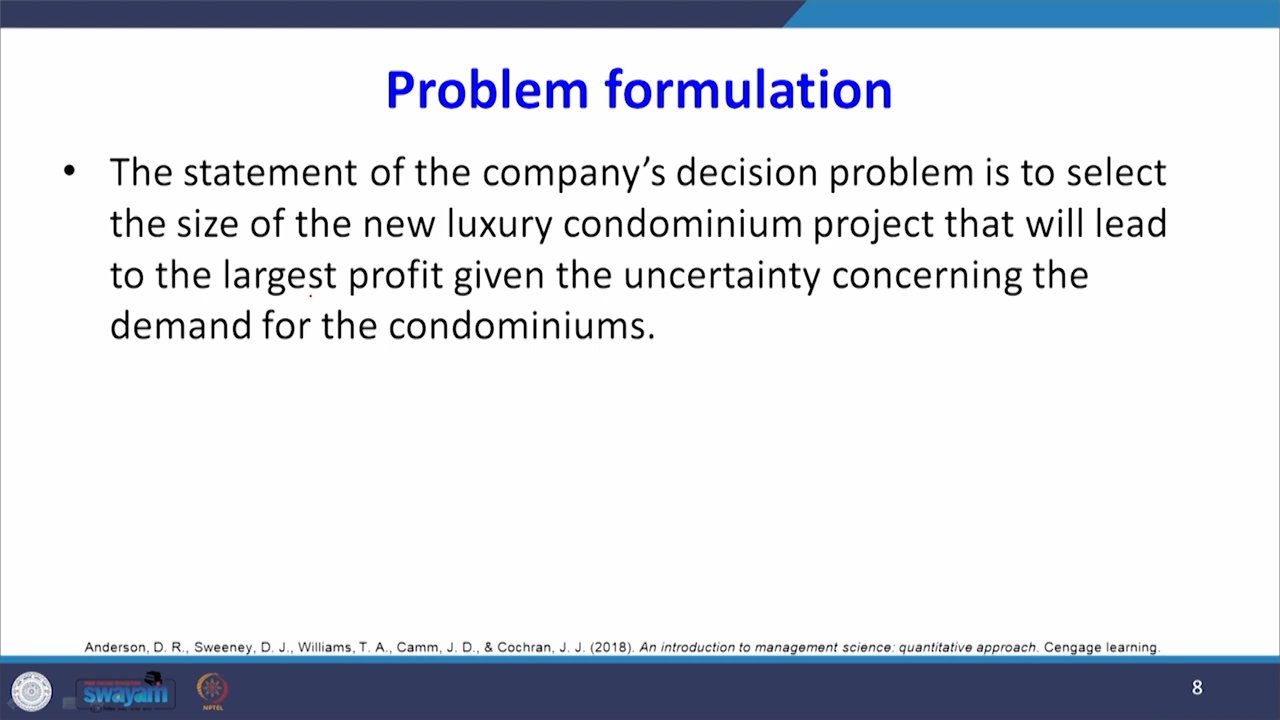 Problem formulation
• The statement of the company’s decision problem is to select
the size of the new luxury condominium project that will lead
to the largest profit given the uncertainty concerning the
demand for the condominiums.
Anderson, D. R., Sweeney, D. J., Williams, T. A., Camm, J. D., & Cochran, J. J. (2018). An introduction to management science: quantitative approach. Cengage learning.
swayam
NPTEL
8